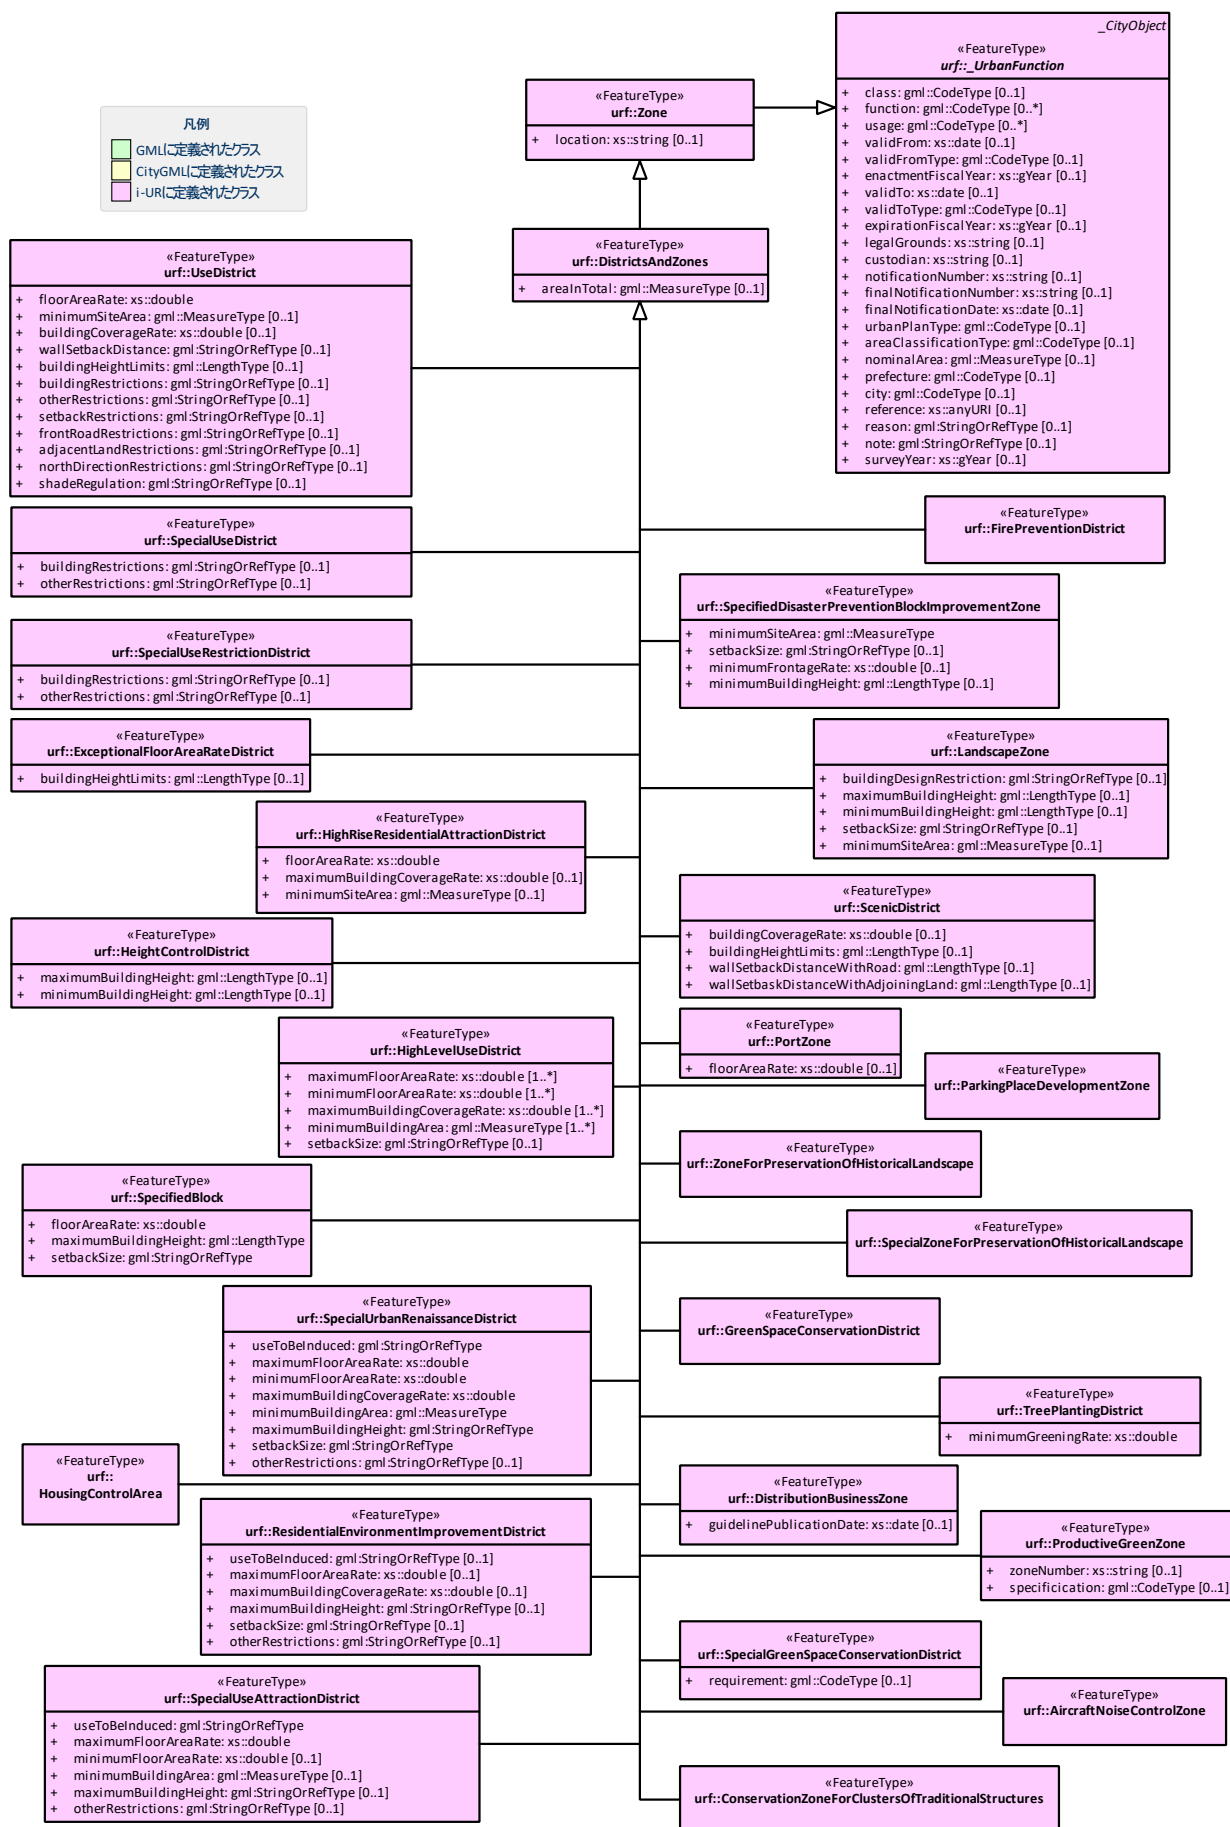 _CityObject
«FeatureType»
urf::_UrbanFunction
+ class: gml::CodeType [0..1]
+ function: gml::CodeType [0..*]
+ usage: gml::CodeType [0..*]
+ validFrom: xs::date [0..1]
+ validFromType: gml::CodeType [0..1]
+ enactmentFiscalYear: xs::gYear [0..1]
+ validTo: xs::date [0..1]
+ validToType: gml::CodeType [0..1]
+ expirationFiscalYear: xs::gYear [0..1]
+ legalGrounds: xs::string [0..1]
+ custodian: xs::string [0..1]
+ notificationNumber: xs::string [0..1]
+ finalNotificationNumber: xs::string [0..1]
+ finalNotificationDate: xs::date [0..1]
+ urbanPlanType: gml::CodeType [0..1]
+ areaClassificationType: gml::CodeType [0..1]
+ nominalArea: gml::MeasureType [0..1]
+ prefecture: gml::CodeType [0..1]
+ city: gml::CodeType [0..1]
+ reference: xs::anyURI [0..1]
+ reason: gml:StringOrRefType [0..1]
+ note: gml:StringOrRefType [0..1]
+ surveyYear: xs::gYear [0..1]
«FeatureType»
urf::Zone
+ location: xs::string [0..1]
凡例
GMLに定義されたクラス
CityGMLに定義されたクラス
i-URに定義されたクラス
«FeatureType»
urf::DistrictsAndZones
+ areaInTotal: gml::MeasureType [0..1]
«FeatureType»
urf::UseDistrict
+ floorAreaRate: xs::double
+ minimumSiteArea: gml::MeasureType [0..1]
+ buildingCoverageRate: xs::double [0..1]
+ wallSetbackDistance: gml:StringOrRefType [0..1]
+ buildingHeightLimits: gml::LengthType [0..1]
+ buildingRestrictions: gml:StringOrRefType [0..1]
+ otherRestrictions: gml:StringOrRefType [0..1]
+ setbackRestrictions: gml:StringOrRefType [0..1]
+ frontRoadRestrictions: gml:StringOrRefType [0..1]
+ adjacentLandRestrictions: gml:StringOrRefType [0..1]
+ northDirectionRestrictions: gml:StringOrRefType [0..1]
+ shadeRegulation: gml:StringOrRefType [0..1]
«FeatureType»
urf::FirePreventionDistrict
«FeatureType»
urf::SpecialUseDistrict
+ buildingRestrictions: gml:StringOrRefType [0..1]
+ otherRestrictions: gml:StringOrRefType [0..1]
«FeatureType»
urf::SpecifiedDisasterPreventionBlockImprovementZone
+ minimumSiteArea: gml::MeasureType
+ setbackSize: gml:StringOrRefType [0..1]
+ minimumFrontageRate: xs::double [0..1]
+ minimumBuildingHeight: gml::LengthType [0..1]
«FeatureType»
urf::SpecialUseRestrictionDistrict
+ buildingRestrictions: gml:StringOrRefType [0..1]
+ otherRestrictions: gml:StringOrRefType [0..1]
«FeatureType»
urf::ExceptionalFloorAreaRateDistrict
+ buildingHeightLimits: gml::LengthType [0..1]
«FeatureType»
urf::LandscapeZone
+ buildingDesignRestriction: gml:StringOrRefType [0..1]
+ maximumBuildingHeight: gml::LengthType [0..1]
+ minimumBuildingHeight: gml::LengthType [0..1]
+ setbackSize: gml:StringOrRefType [0..1]
+ minimumSiteArea: gml::MeasureType [0..1]
«FeatureType»
urf::HighRiseResidentialAttractionDistrict
+ floorAreaRate: xs::double
+ maximumBuildingCoverageRate: xs::double [0..1]
+ minimumSiteArea: gml::MeasureType [0..1]
«FeatureType»
urf::ScenicDistrict
+ buildingCoverageRate: xs::double [0..1]
+ buildingHeightLimits: gml::LengthType [0..1]
+ wallSetbackDistanceWithRoad: gml::LengthType [0..1]
+ wallSetbaskDistanceWithAdjoiningLand: gml::LengthType [0..1]
«FeatureType»
urf::HeightControlDistrict
+ maximumBuildingHeight: gml::LengthType [0..1]
+ minimumBuildingHeight: gml::LengthType [0..1]
«FeatureType»
urf::PortZone
+ floorAreaRate: xs::double [0..1]
«FeatureType»
urf::HighLevelUseDistrict
+ maximumFloorAreaRate: xs::double [1..*]
+ minimumFloorAreaRate: xs::double [1..*]
+ maximumBuildingCoverageRate: xs::double [1..*]
+ minimumBuildingArea: gml::MeasureType [1..*]
+ setbackSize: gml:StringOrRefType [0..1]
«FeatureType»
urf::ParkingPlaceDevelopmentZone
«FeatureType»
urf::ZoneForPreservationOfHistoricalLandscape
«FeatureType»
urf::SpecifiedBlock
+ floorAreaRate: xs::double
+ maximumBuildingHeight: gml::LengthType
+ setbackSize: gml:StringOrRefType
«FeatureType»
urf::SpecialZoneForPreservationOfHistoricalLandscape
«FeatureType»
urf::SpecialUrbanRenaissanceDistrict
+ useToBeInduced: gml:StringOrRefType
+ maximumFloorAreaRate: xs::double
+ minimumFloorAreaRate: xs::double
+ maximumBuildingCoverageRate: xs::double
+ minimumBuildingArea: gml::MeasureType
+ maximumBuildingHeight: gml:StringOrRefType
+ setbackSize: gml:StringOrRefType
+ otherRestrictions: gml:StringOrRefType [0..1]
«FeatureType»
urf::GreenSpaceConservationDistrict
«FeatureType»
urf::TreePlantingDistrict
+ minimumGreeningRate: xs::double
«FeatureType»
urf::
HousingControlArea
«FeatureType»
urf::DistributionBusinessZone
+ guidelinePublicationDate: xs::date [0..1]
«FeatureType»
urf::ResidentialEnvironmentImprovementDistrict
+ useToBeInduced: gml:StringOrRefType [0..1]
+ maximumFloorAreaRate: xs::double [0..1]
+ maximumBuildingCoverageRate: xs::double [0..1]
+ maximumBuildingHeight: gml:StringOrRefType [0..1]
+ setbackSize: gml:StringOrRefType [0..1]
+ otherRestrictions: gml:StringOrRefType [0..1]
«FeatureType»
urf::ProductiveGreenZone
+ zoneNumber: xs::string [0..1]
+ specificication: gml::CodeType [0..1]
«FeatureType»
urf::SpecialGreenSpaceConservationDistrict
+ requirement: gml::CodeType [0..1]
«FeatureType»
urf::SpecialUseAttractionDistrict
+ useToBeInduced: gml:StringOrRefType
+ maximumFloorAreaRate: xs::double
+ minimumFloorAreaRate: xs::double [0..1]
+ minimumBuildingArea: gml::MeasureType [0..1]
+ maximumBuildingHeight: gml:StringOrRefType [0..1]
+ otherRestrictions: gml:StringOrRefType [0..1]
«FeatureType»
urf::AircraftNoiseControlZone
«FeatureType»
urf::ConservationZoneForClustersOfTraditionalStructures